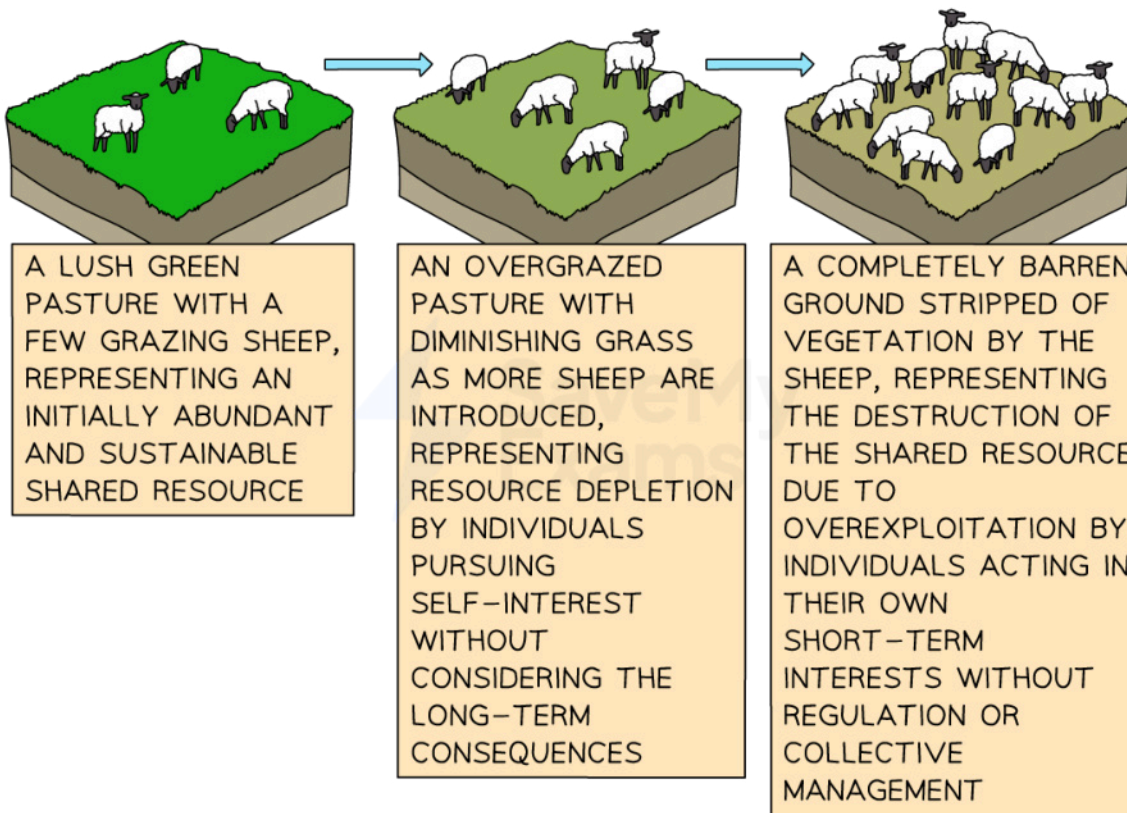 A LUSH GREEN
PASTURE WITH A
FEW GRAZING SHEEP,
REPRESENTING AN
INITIALLY ABUNDANT
AND SUSTAINABLE
SHARED RESOURCE
AN OVERGRAZED
PASTURE WITH
DIMINISHING GRASS
AS MORE SHEEP ARE
INTRODUCED,
REPRESENTING
RESOURCE DEPLETION
BY INDIVIDUALS
PURSUING
SELF-INTEREST
WITHOUT
CONSIDERING THE
LONG-TERM
CONSEQUENCES
A COMPLETELY BARREN
GROUND STRIPPED OF
VEGETATION BY THE
SHEEP, REPRESENTING
THE DESTRUCTION OF
THE SHARED RESOURCE
DUE TO
OVEREXPLOITATION BY
INDIVIDUALS ACTING IN
THEIR OWN
SHORT-TERM
INTERESTS WITHOUT
REGULATION OR
COLLECTIVE
MANAGEMENT
SaveMy
Exams